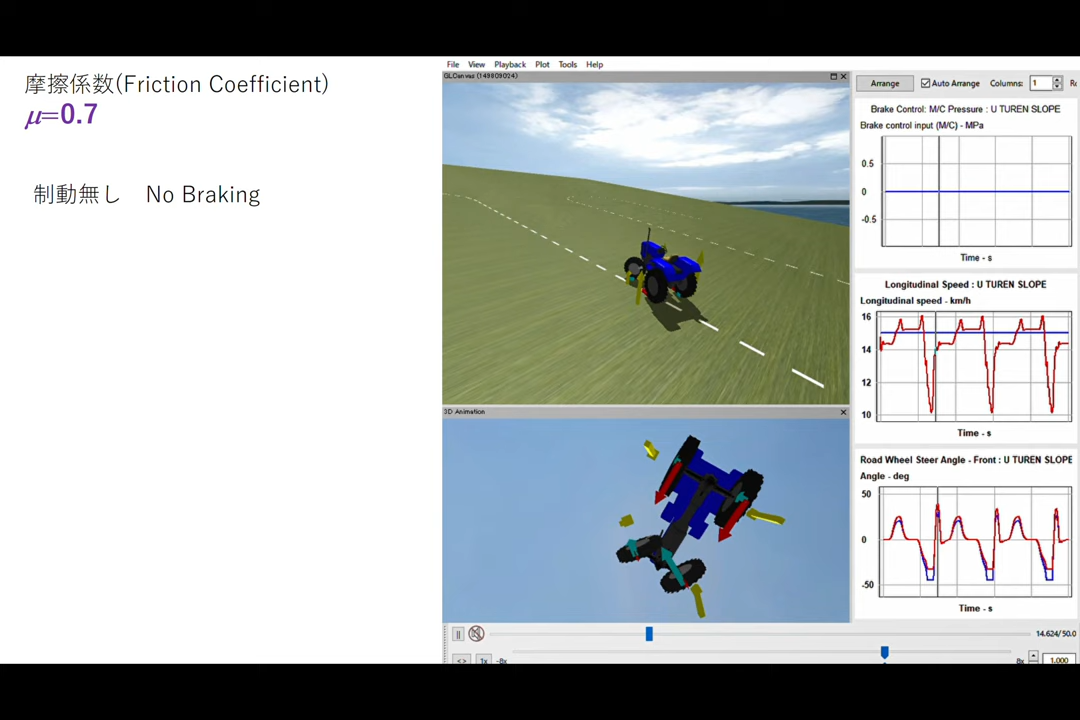 摩擦係数(Friction Coefficient)
μ=0.7
制動無し No Braking
File View Playback Plot Tools Help
GLCanvas (149809024)
3D Animation
Arrange Auto Arrange Columns: 1
Brake Control: M/C Pressure : U TUREN SLOPE
Brake control input (M/C) - MPa
0.5
0
-0.5
Time - s
Longitudinal Speed : U TUREN SLOPE
Longitudinal speed - km/h
16
14
12
10
Time - s
Road Wheel Steer Angle - Front : U TUREN SLOPE
Angle - deg
50
0
-50
Time - s
14.624/50.0
<> 1x -8x 8x 1.000